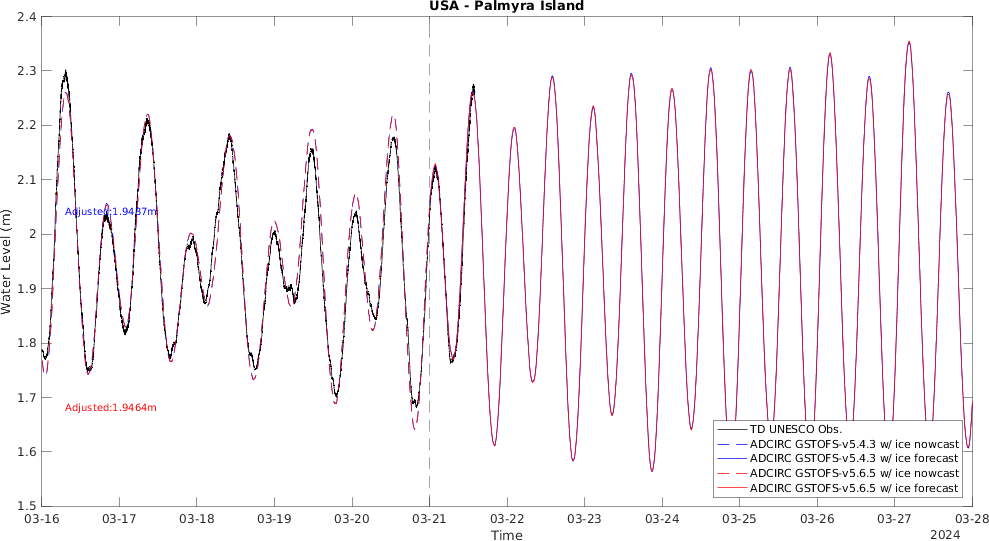 USA - Palmyra Island
2.4
2.3
2.2
2.1
2
1.9
1.8
1.7
1.6
1.5
Water Level (m)
Adjusted:1.9437m
Adjusted:1.9464m
TD UNESCO Obs.
ADCIRC GSTOFS-v5.4.3 w/ ice nowcast
ADCIRC GSTOFS-v5.4.3 w/ ice forecast
ADCIRC GSTOFS-v5.6.5 w/ ice nowcast
ADCIRC GSTOFS-v5.6.5 w/ ice forecast
03-16 03-17 03-18 03-19 03-20 03-21 03-22 03-23 03-24 03-25 03-26 03-27 03-28
Time
2024